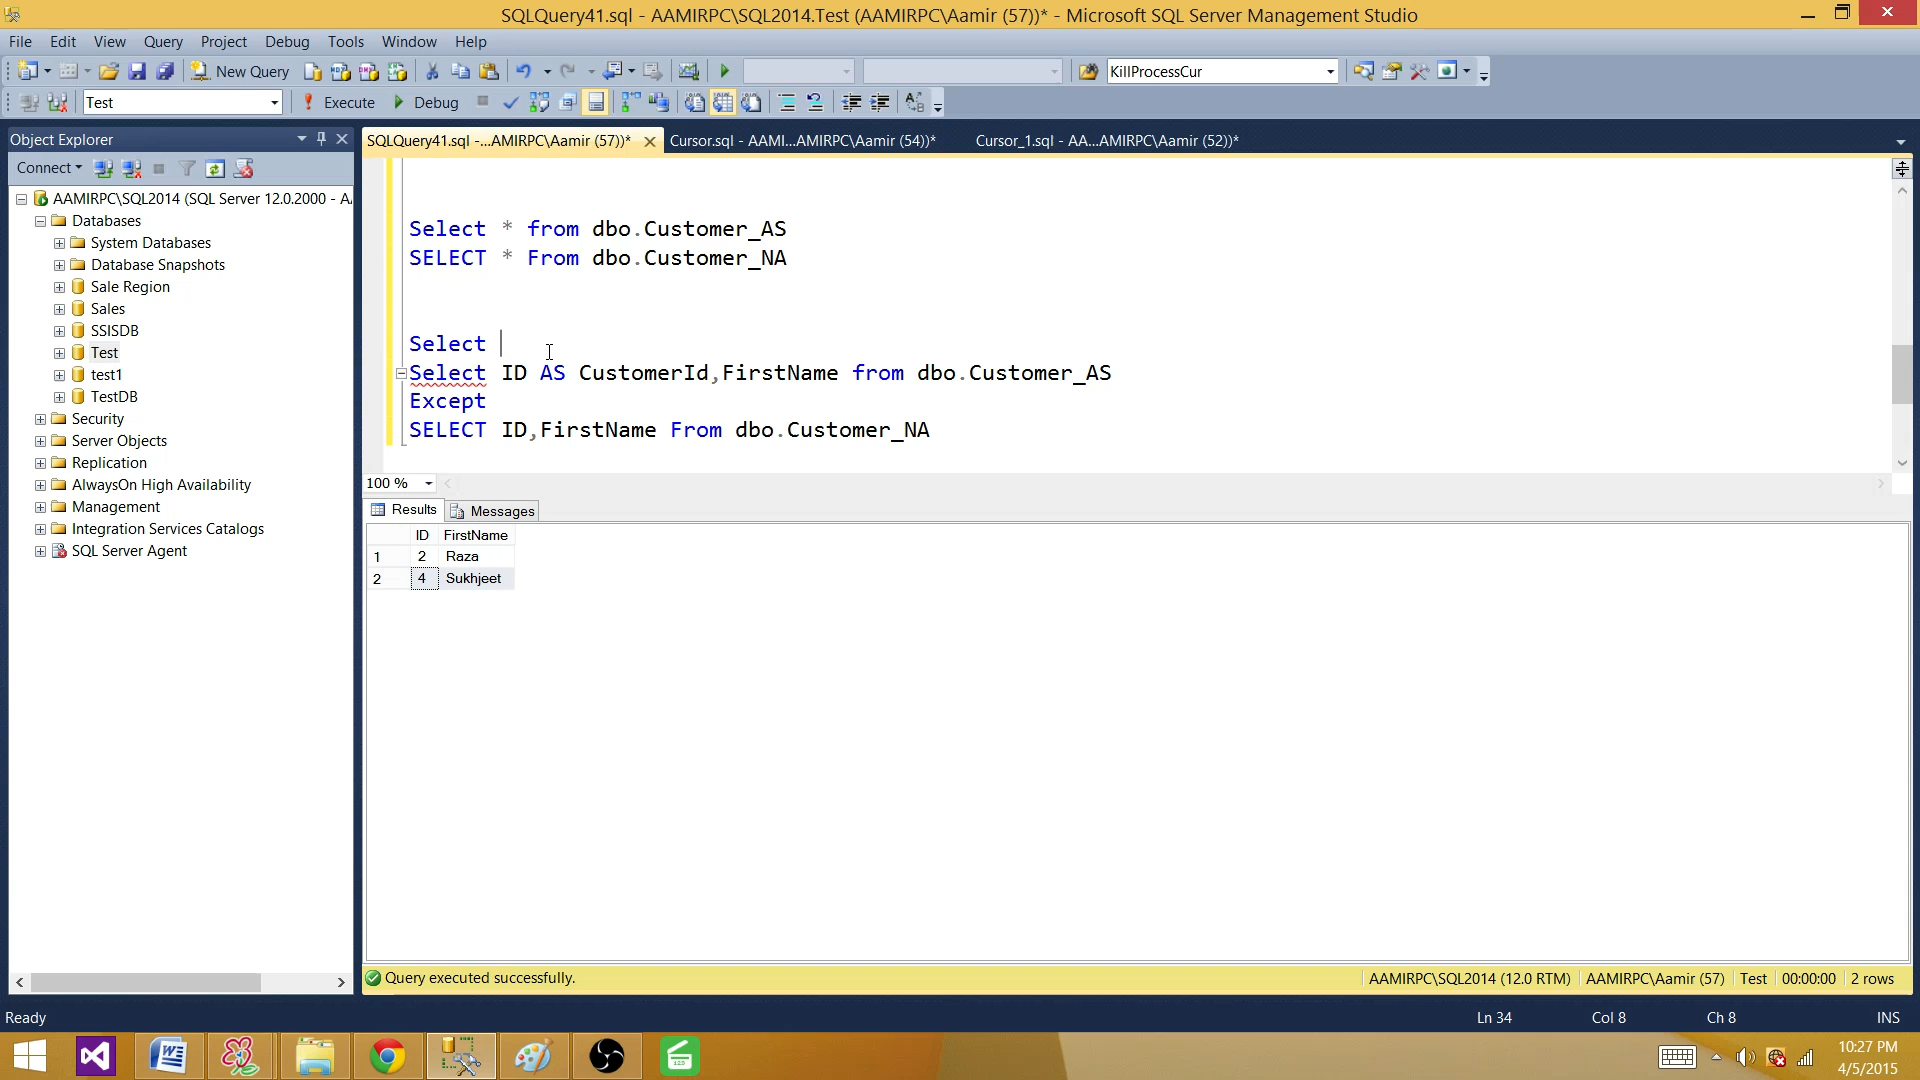 SQLQuery41.sql - AAMIRPC\SQL2014.Test (AAMIRPC\Aamir (57))* - Microsoft SQL Server Management Studio
File Edit View Query Project Debug Tools Window Help
New Query KillProcessCur
Test Execute Debug
Object Explorer
SQLQuery41.sql -...AMIRPC\Aamir (57))* Cursor.sql - AAMI...AMIRPC\Aamir (54))* Cursor_1.sql - AA...AMIRPC\Aamir (52))*
Connect
AAMIRPC\SQL2014 (SQL Server 12.0.2000 - A
Databases
System Databases
Database Snapshots
Sale Region
Sales
SSISDB
Test
test1
TestDB
Security
Server Objects
Replication
AlwaysOn High Availability
Management
Integration Services Catalogs
SQL Server Agent
Select * from dbo.Customer_AS
SELECT * From dbo.Customer_NA
Select
Select ID AS CustomerId,FirstName from dbo.Customer_AS
Except
SELECT ID,FirstName From dbo.Customer_NA
100 %
Results Messages
ID FirstName
1 2 Raza
2 4 Sukhjeet
Query executed successfully. AAMIRPC\SQL2014 (12.0 RTM) AAMIRPC\Aamir (57) Test 00:00:00 2 rows
Ready Ln 34 Col 8 Ch 8 INS
10:27 PM
4/5/2015